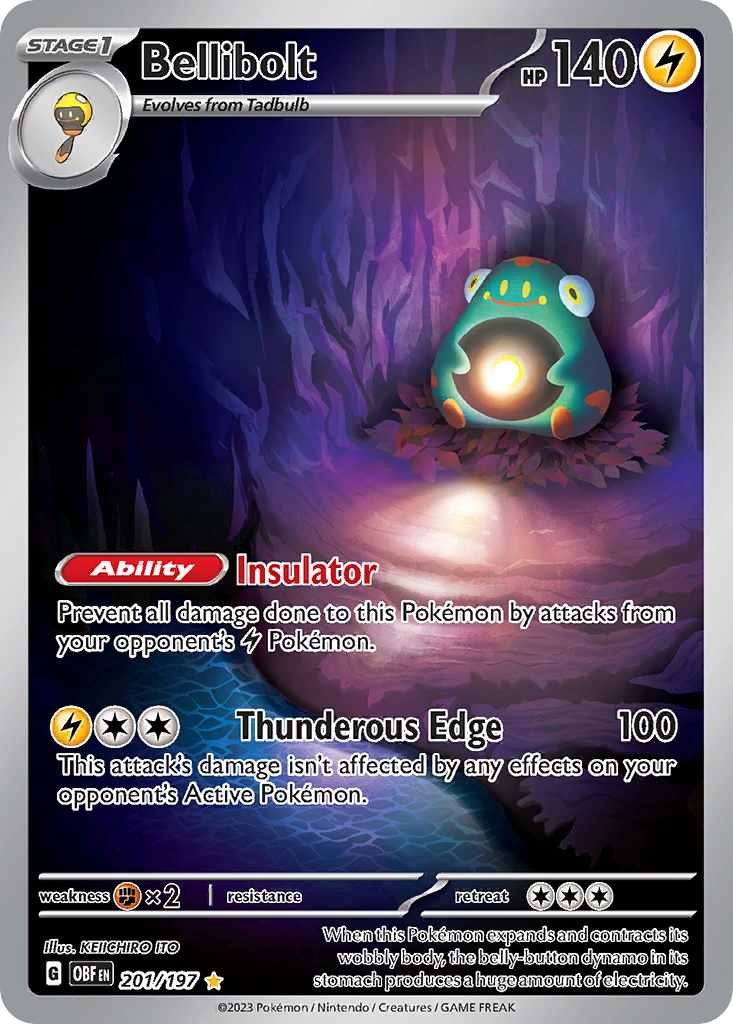 STAGE1
Bellibolt
HP 140
Evolves from Tadbulb
Ability Insulator
Prevent all damage done to this Pokémon by attacks from
your opponent's Pokémon.
Thunderous Edge 100
This attack's damage isn't affected by any effects on your
opponent's Active Pokémon.
weakness ×2 resistance retreat
Illus. KEIICHIRO ITO
When this Pokémon expands and contracts its
wobbly body, the belly-button dynamo in its
stomach produces a huge amount of electricity.
G OBF EN 201/197
©2023 Pokémon / Nintendo / Creatures / GAME FREAK